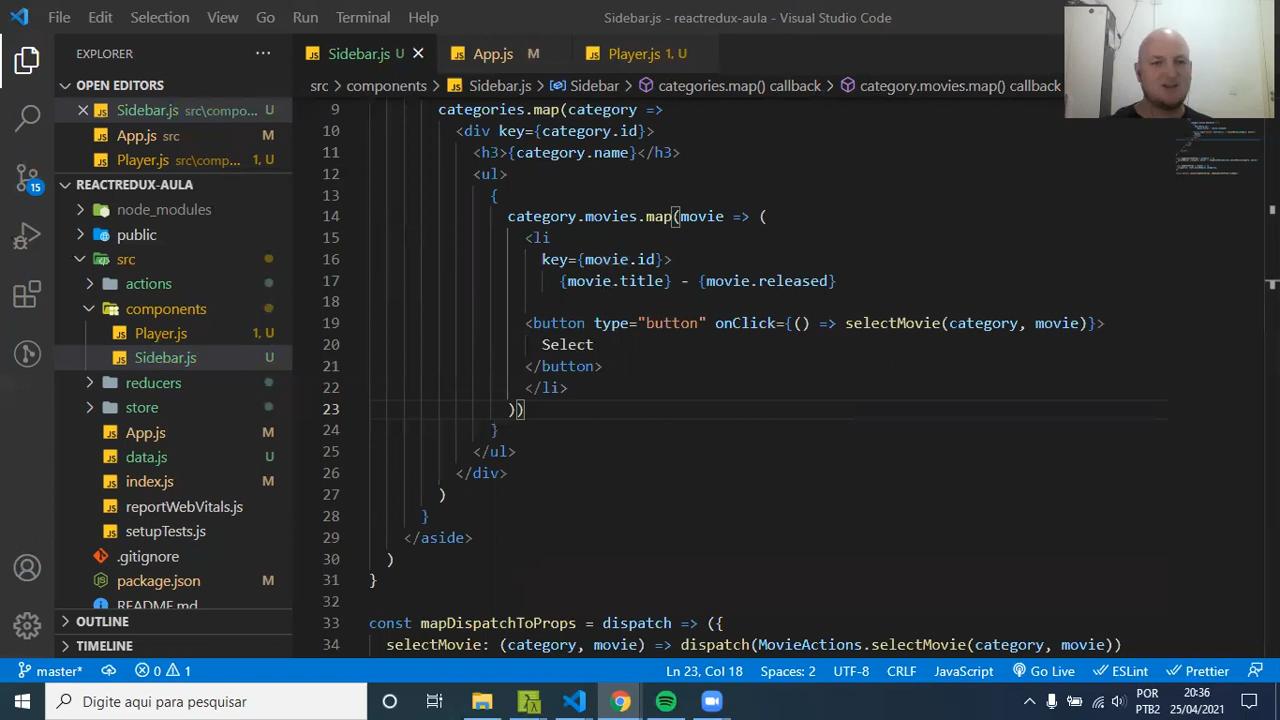 File Edit Selection View Go Run Terminal Help
Sidebar.js - reactredux-aula - Visual Studio Code
EXPLORER
OPEN EDITORS
Sidebar.js src\compo... U
App.js src M
Player.js src\comp... 1, U
REACTREDUX-AULA
node_modules
public
src
actions
components
Player.js 1, U
Sidebar.js U
reducers
store
App.js M
data.js U
index.js M
reportWebVitals.js
setupTests.js
.gitignore
package.json M
README.md
OUTLINE
TIMELINE
15
Sidebar.js U App.js M Player.js 1, U
src > components > Sidebar.js > Sidebar > categories.map() callback > category.movies.map() callback
9 categories.map(category =>
10 <div key={category.id}>
11 <h3>{category.name}</h3>
12 <ul>
13 {
14 category.movies.map(movie => (
15 <li
16 key={movie.id}>
17 {movie.title} - {movie.released}
18
19 <button type="button" onClick={() => selectMovie(category, movie)}>
20 Select
21 </button>
22 </li>
23 ))
24 }
25 </ul>
26 </div>
27 )
28 }
29 </aside>
30 )
31 }
32
33 const mapDispatchToProps = dispatch => ({
34 selectMovie: (category, movie) => dispatch(MovieActions.selectMovie(category, movie))
master* 0 1 Ln 23, Col 18 Spaces: 2 UTF-8 CRLF JavaScript Go Live ESLint Prettier
Digite aqui para pesquisar
POR
PTB2
20:36
25/04/2021